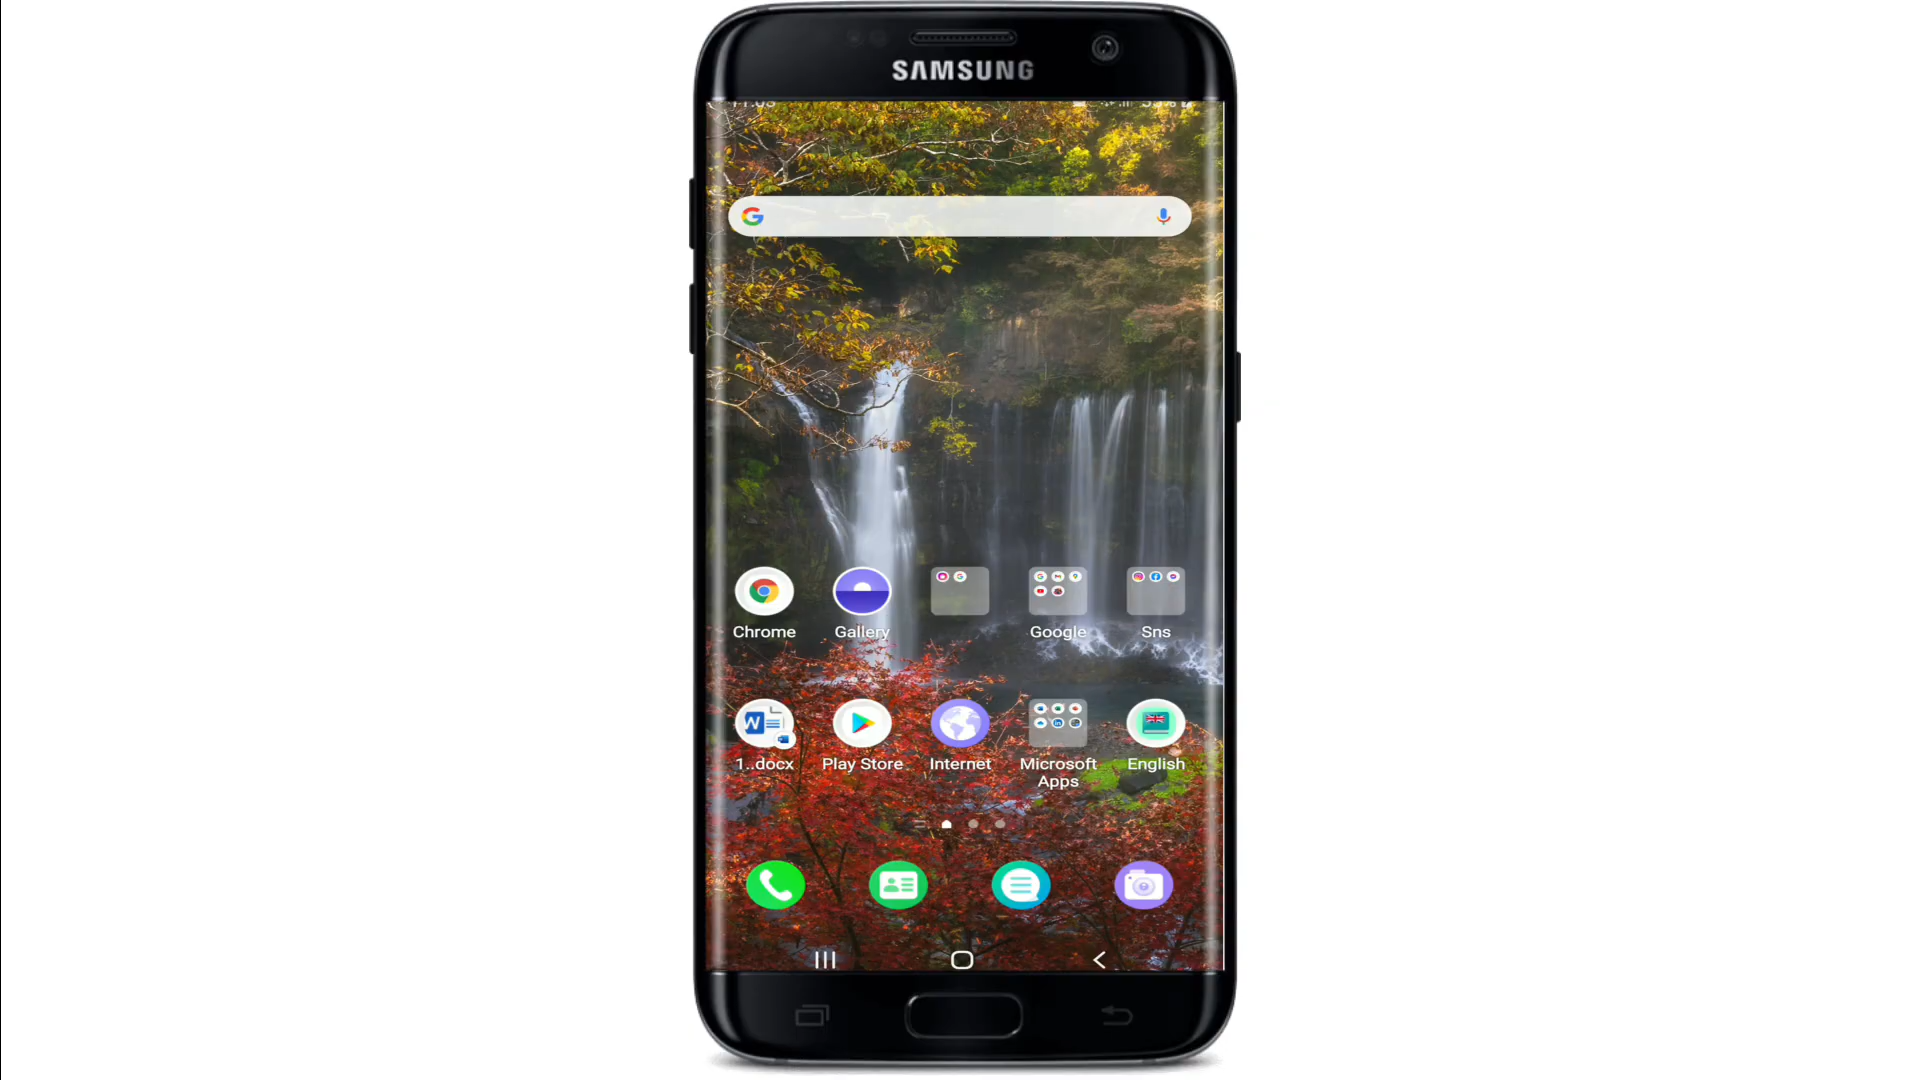 SAMSUNG
Chrome
Gallery
Google
Sns
1..docx
Play Store
Internet
Microsoft
Apps
English